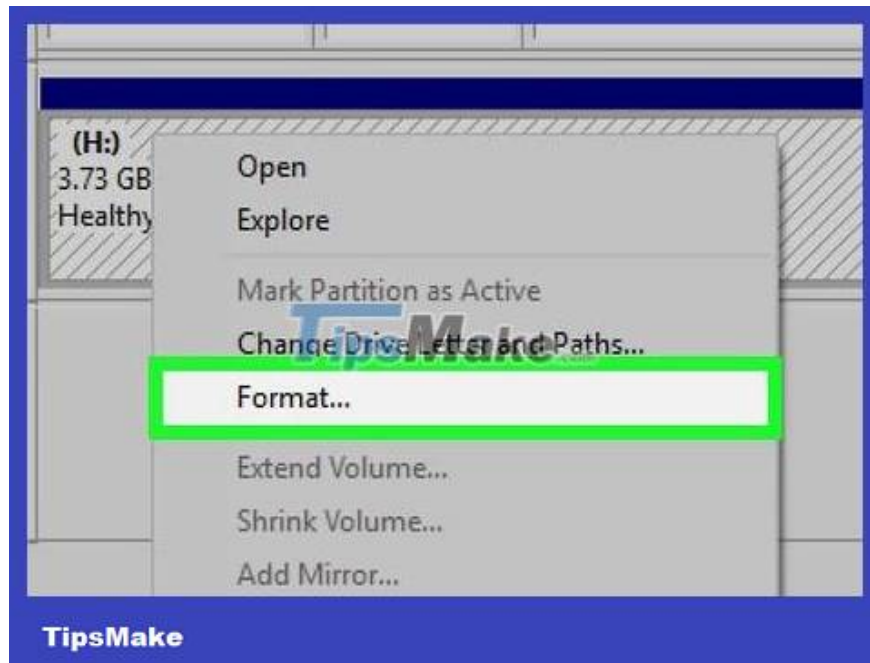 (H:)
3.73 GB
Healthy
Open
Explore
Mark Partition as Active
Change Drive Letter and Paths...
TipsMake
Format...
Extend Volume...
Shrink Volume...
Add Mirror...
TipsMake